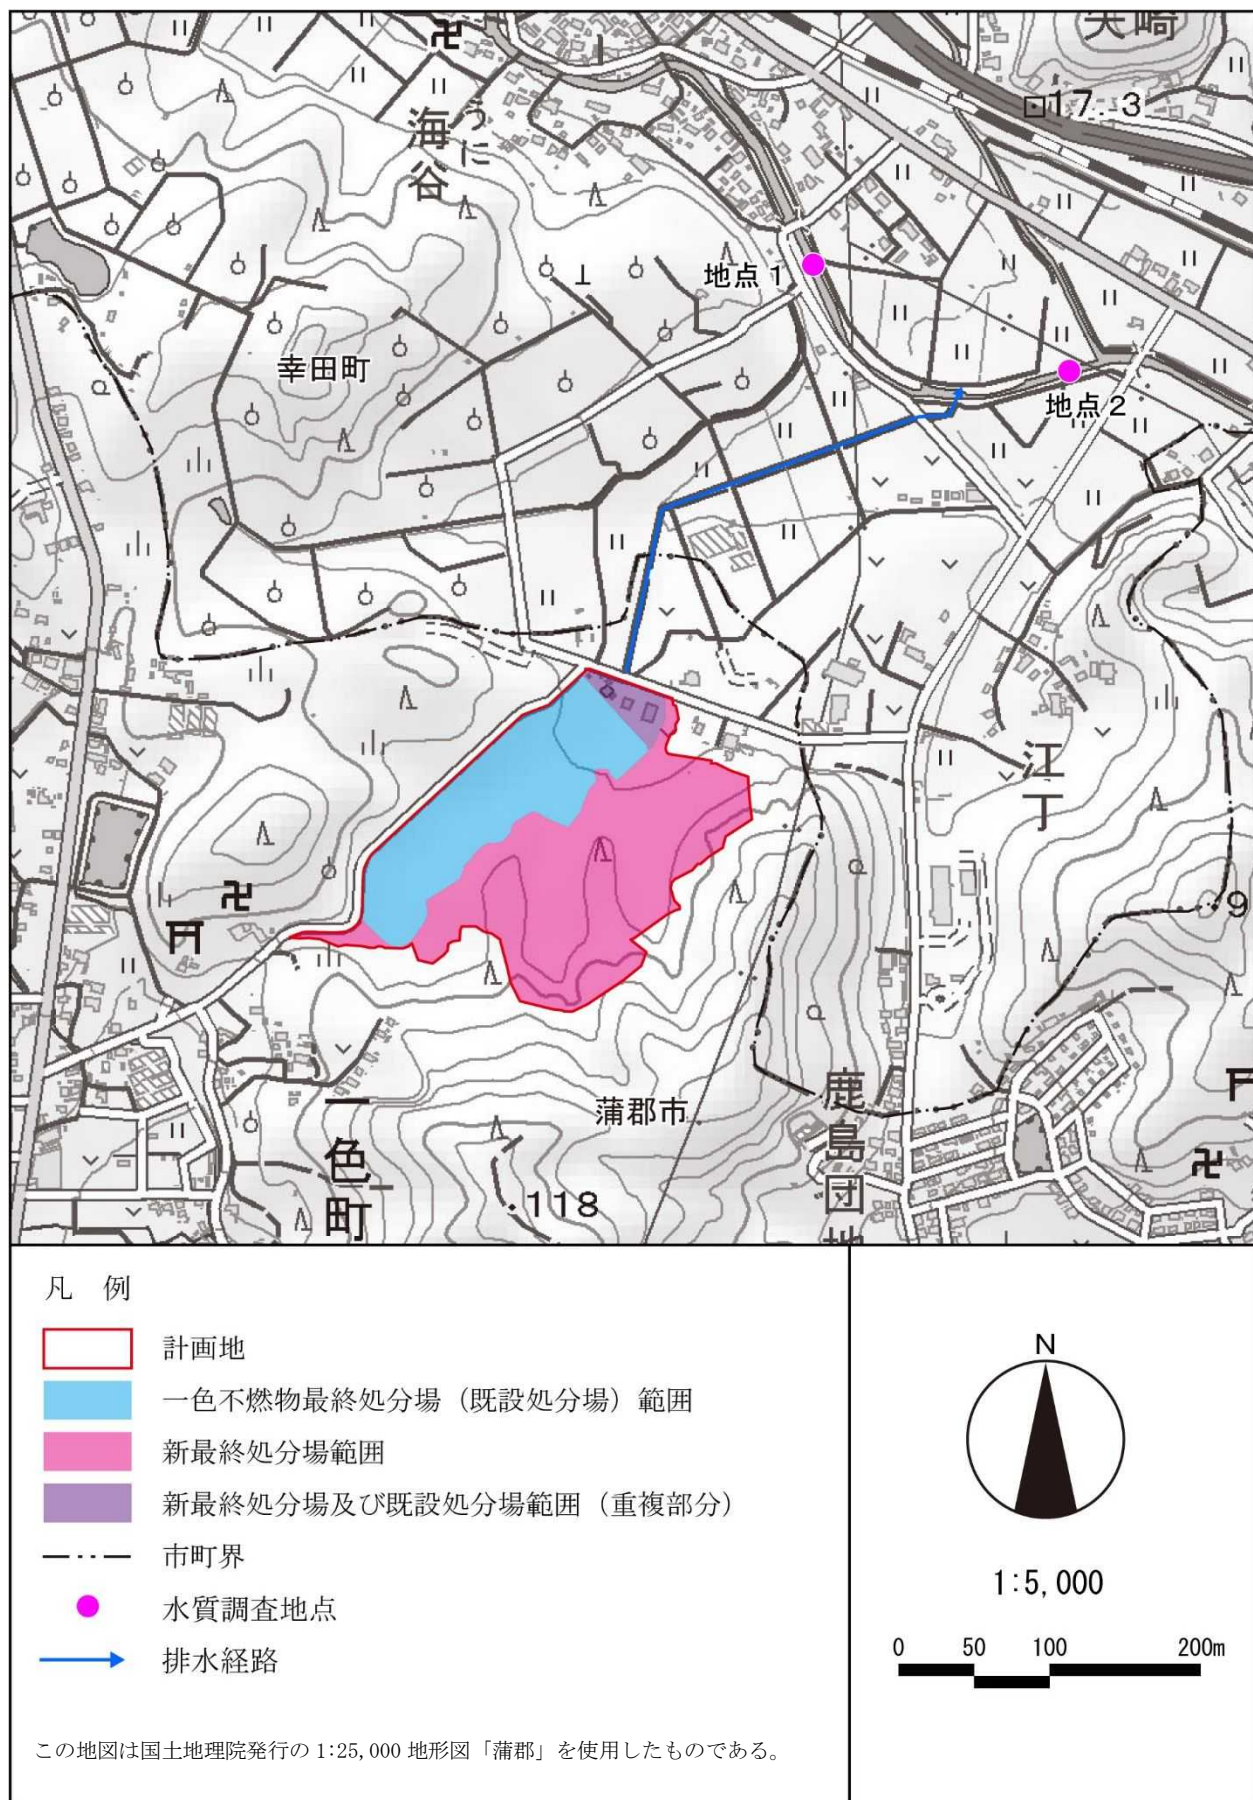 矢崎
海谷
うに
17.3
地点1
幸田町
地点2
江丁
9
蒲郡市
鹿島団地
一色町
118
凡 例
計画地
一色不燃物最終処分場（既設処分場）範囲
新最終処分場範囲
新最終処分場及び既設処分場範囲（重複部分）
市町界
水質調査地点
排水経路
N
1:5,000
0 50 100 200m
この地図は国土地理院発行の 1:25,000 地形図「蒲郡」を使用したものである。